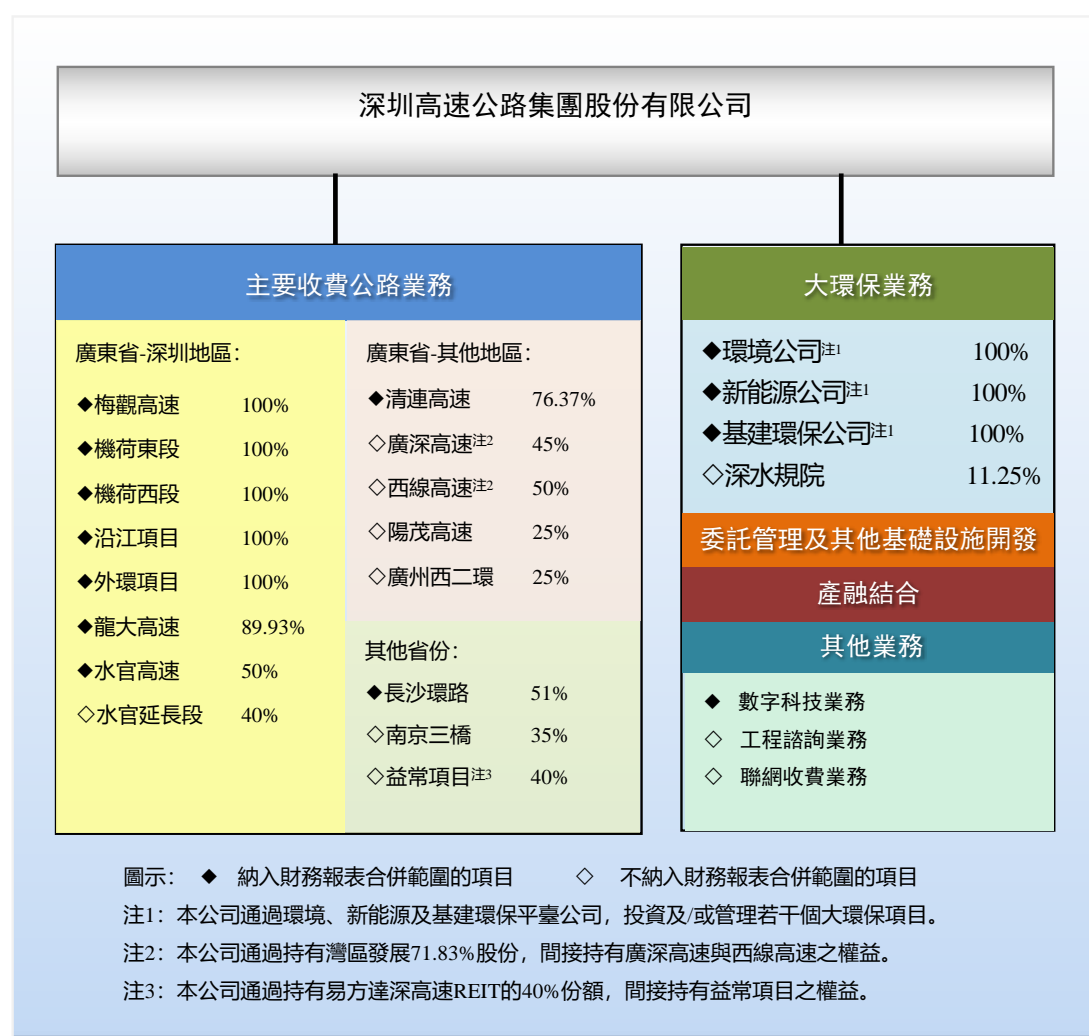 深圳高速公路集團股份有限公司
主要收費公路業務
廣東省-深圳地區：
◆梅觀高速 100%
◆機荷東段 100%
◆機荷西段 100%
◆沿江項目 100%
◆外環項目 100%
◆龍大高速 89.93%
◆水官高速 50%
◇水官延長段 40%
廣東省-其他地區：
◆清連高速 76.37%
◇廣深高速注2 45%
◇西線高速注2 50%
◇陽茂高速 25%
◇廣州西二環 25%
其他省份：
◆長沙環路 51%
◇南京三橋 35%
◇益常項目注3 40%
大環保業務
◆環境公司注1 100%
◆新能源公司注1 100%
◆基建環保公司注1 100%
◇深水規院 11.25%
委託管理及其他基礎設施開發
產融結合
其他業務
◆ 數字科技業務
◇ 工程諮詢業務
◇ 聯網收費業務
圖示： ◆ 納入財務報表合併範圍的項目 ◇ 不納入財務報表合併範圍的項目
注1：本公司通過環境、新能源及基建環保平臺公司，投資及/或管理若干個大環保項目。
注2：本公司通過持有灣區發展71.83%股份，間接持有廣深高速與西線高速之權益。
注3：本公司通過持有易方達深高速REIT的40%份額，間接持有益常項目之權益。